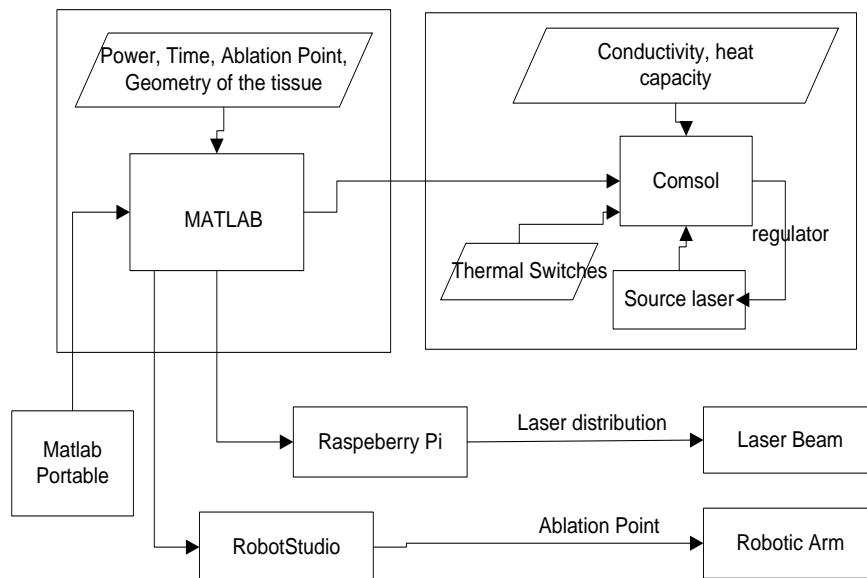 Power, Time, Ablation Point,
Geometry of the tissue
Conductivity, heat
capacity
MATLAB
Comsol
regulator
Thermal Switches
Source laser
Matlab
Portable
Raspeberry Pi
Laser distribution
Laser Beam
RobotStudio
Ablation Point
Robotic Arm